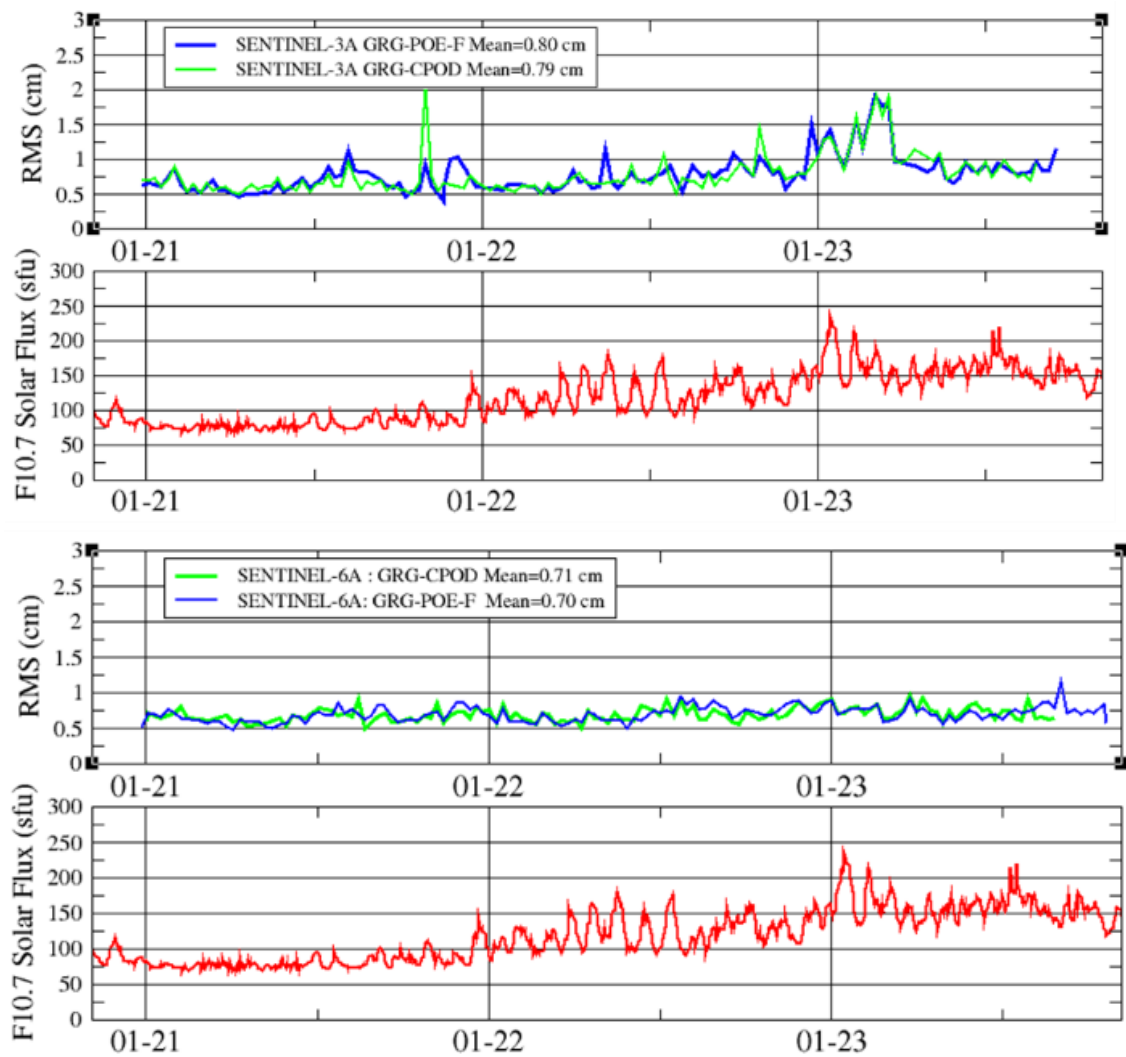 3
2.5
2
1.5
1
0.5
0
RMS (cm)
SENTINEL-3A GRG-POE-F Mean=0.80 cm
SENTINEL-3A GRG-CPOD Mean=0.79 cm
01-21 01-22 01-23
300
250
200
150
100
50
0
F10.7 Solar Flux (sfu)
01-21 01-22 01-23
3
2.5
2
1.5
1
0.5
0
RMS (cm)
SENTINEL-6A : GRG-CPOD Mean=0.71 cm
SENTINEL-6A: GRG-POE-F Mean=0.70 cm
01-21 01-22 01-23
300
250
200
150
100
50
0
F10.7 Solar Flux (sfu)
01-21 01-22 01-23